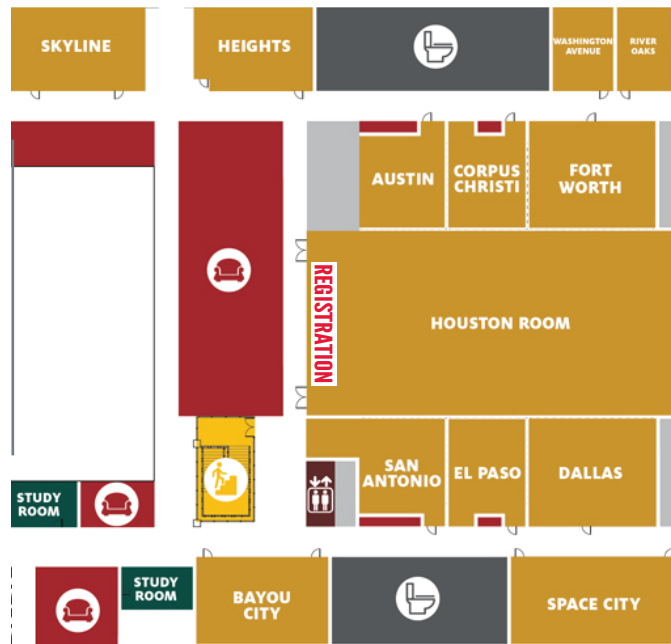 SKYLINE
HEIGHTS
WASHINGTON
AVENUE
RIVER
OAKS
AUSTIN
CORPUS
CHRISTI
FORT
WORTH
REGISTRATION
HOUSTON ROOM
SAN
ANTONIO
EL PASO
DALLAS
STUDY
ROOM
STUDY
ROOM
BAYOU
CITY
SPACE CITY